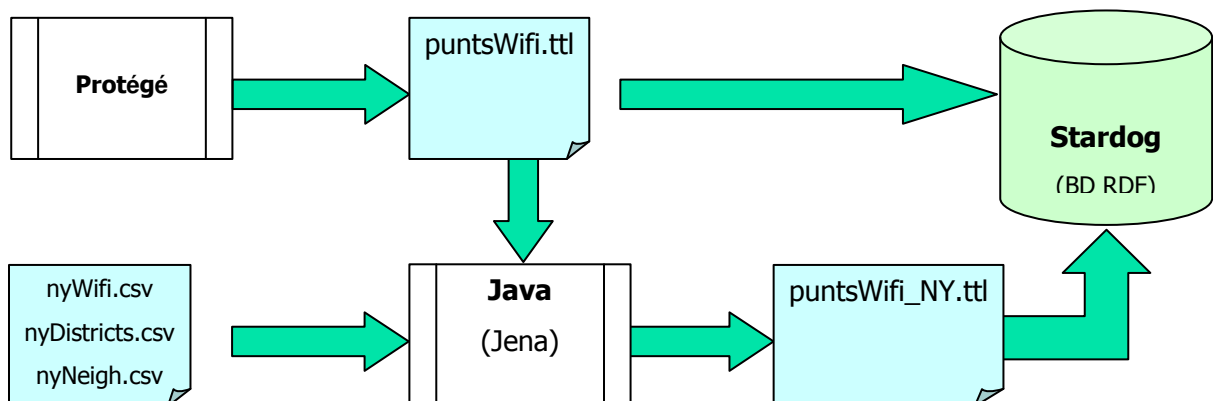 Protégé
puntsWifi.ttl
Stardog
(BD RDF)
nyWifi.csv
nyDistricts.csv
nyNeigh.csv
Java
(Jena)
puntsWifi_NY.ttl